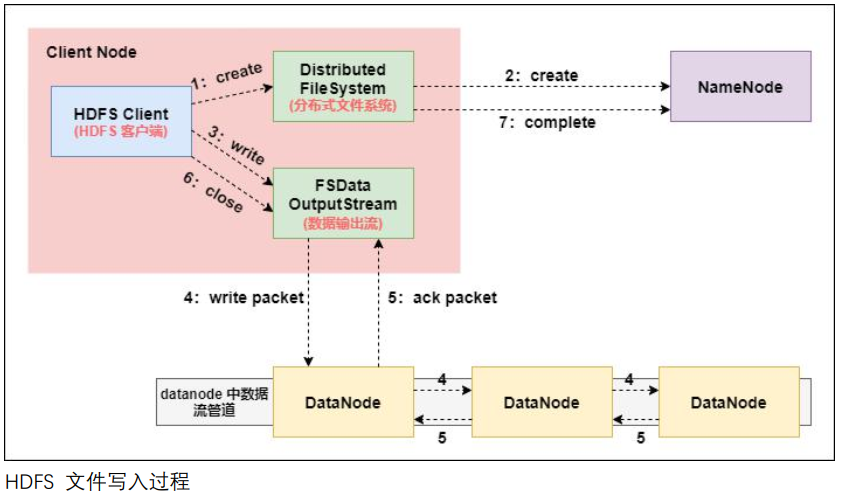 Client Node
HDFS Client
(HDFS 客户端)
1：create
Distributed
FileSystem
(分布式文件系统)
2：create
7：complete
NameNode
3：write
6：close
FSData
OutputStream
(数据输出流)
4：write packet
5：ack packet
datanode 中数据
流管道
DataNode
4
5
DataNode
4
5
DataNode
HDFS 文件写入过程